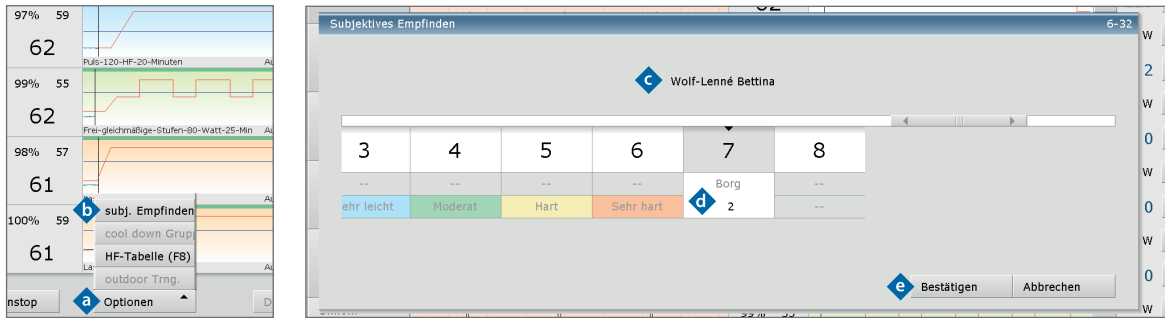 97% 59
62
Puls-120-HF-20-Minuten
99% 55
62
Frei-gleichmäßige-Stufen-80-Watt-25-Min
98% 57
61
b subj. Empfinden
100% 59
cool down Grupp
61
HF-Tabelle (F8)
outdoor Trng.
nstop
a Optionen
Subjektives Empfinden 6-32
W
2
c Wolf-Lenné Bettina
W
0
3 4 5 6 7 8
W
-- -- -- -- Borg --
ehr leicht Moderat Hart Sehr hart d 2 --
0
W
0
e Bestätigen Abbrechen
W